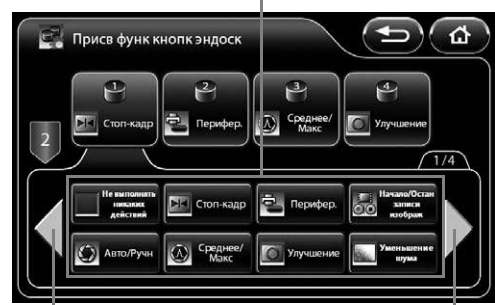 Присв функ кнопк эндоск
1 2 3 4
Стоп-кадр Перифер. Среднее/ Макс Улучшение
2
1/4
Не выполнять никаких действий Стоп-кадр Перифер. Начало/Остан записи изображ
Авто/Ручн Среднее/ Макс Улучшение Уменьшение шума